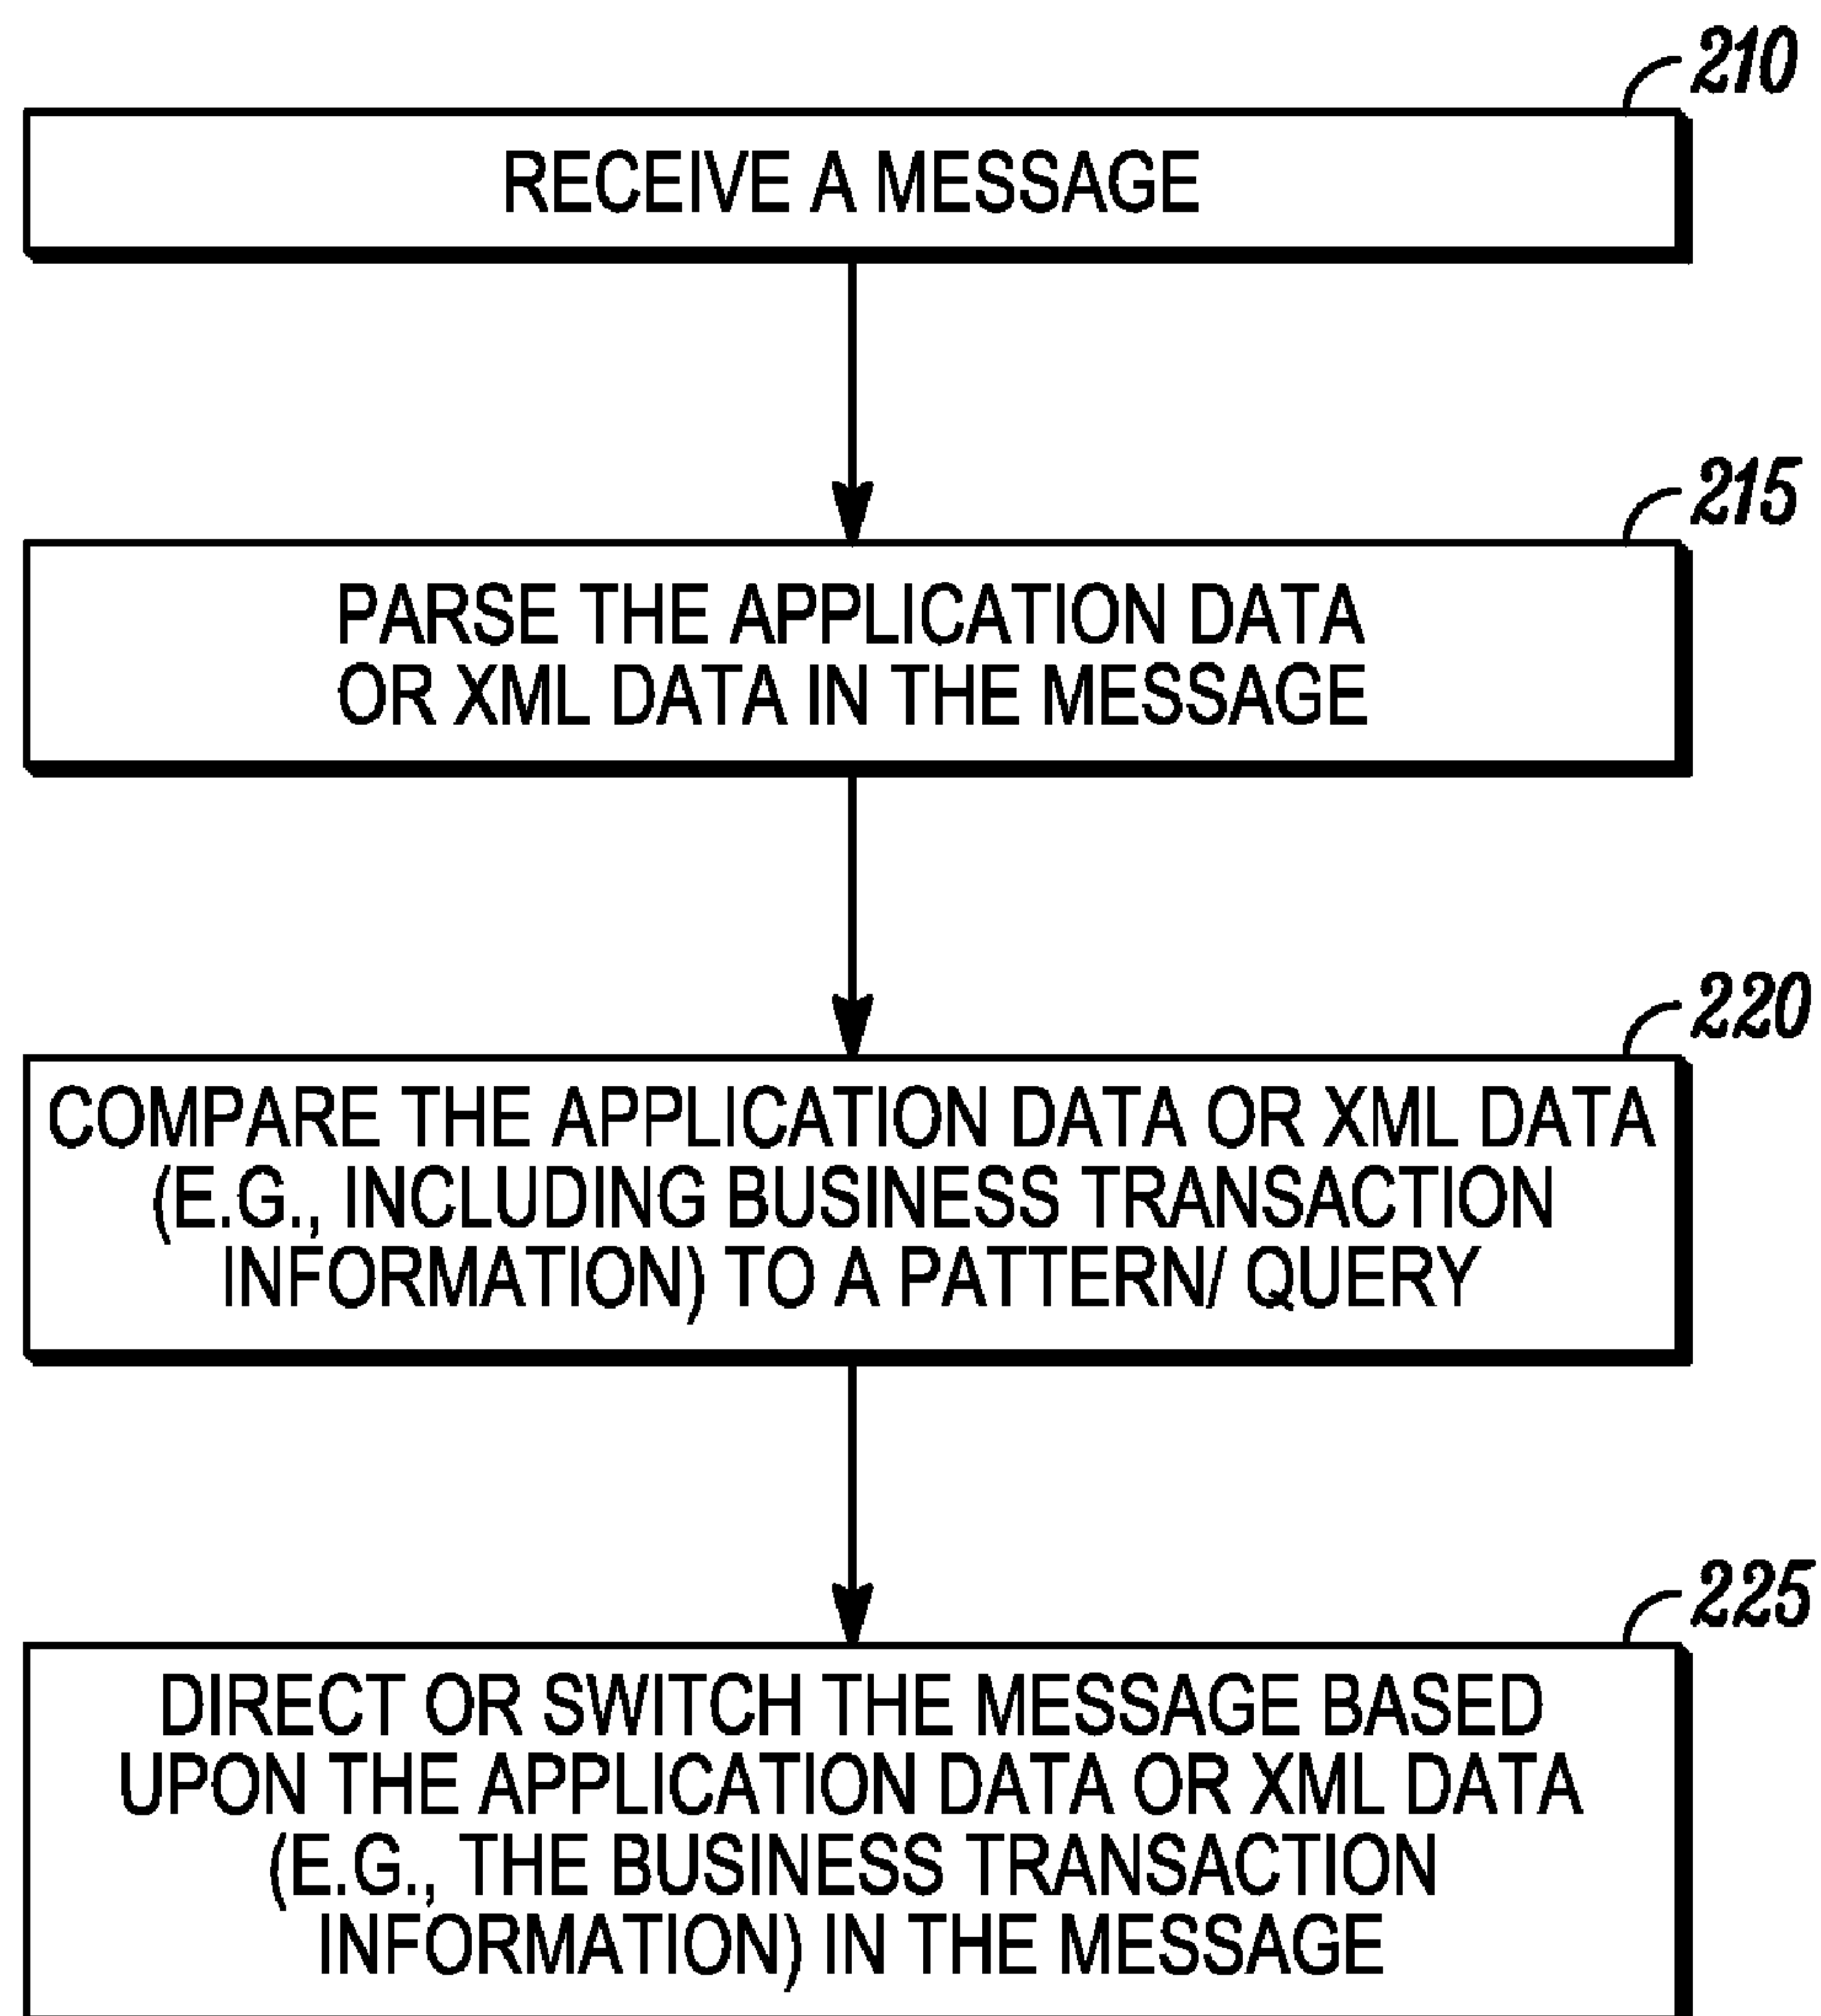 210
RECEIVE A MESSAGE
215
PARSE THE APPLICATION DATA
OR XML DATA IN THE MESSAGE
220
COMPARE THE APPLICATION DATA OR XML DATA
(E.G., INCLUDING BUSINESS TRANSACTION
INFORMATION) TO A PATTERN/ QUERY
225
DIRECT OR SWITCH THE MESSAGE BASED
UPON THE APPLICATION DATA OR XML DATA
(E.G., THE BUSINESS TRANSACTION
INFORMATION) IN THE MESSAGE